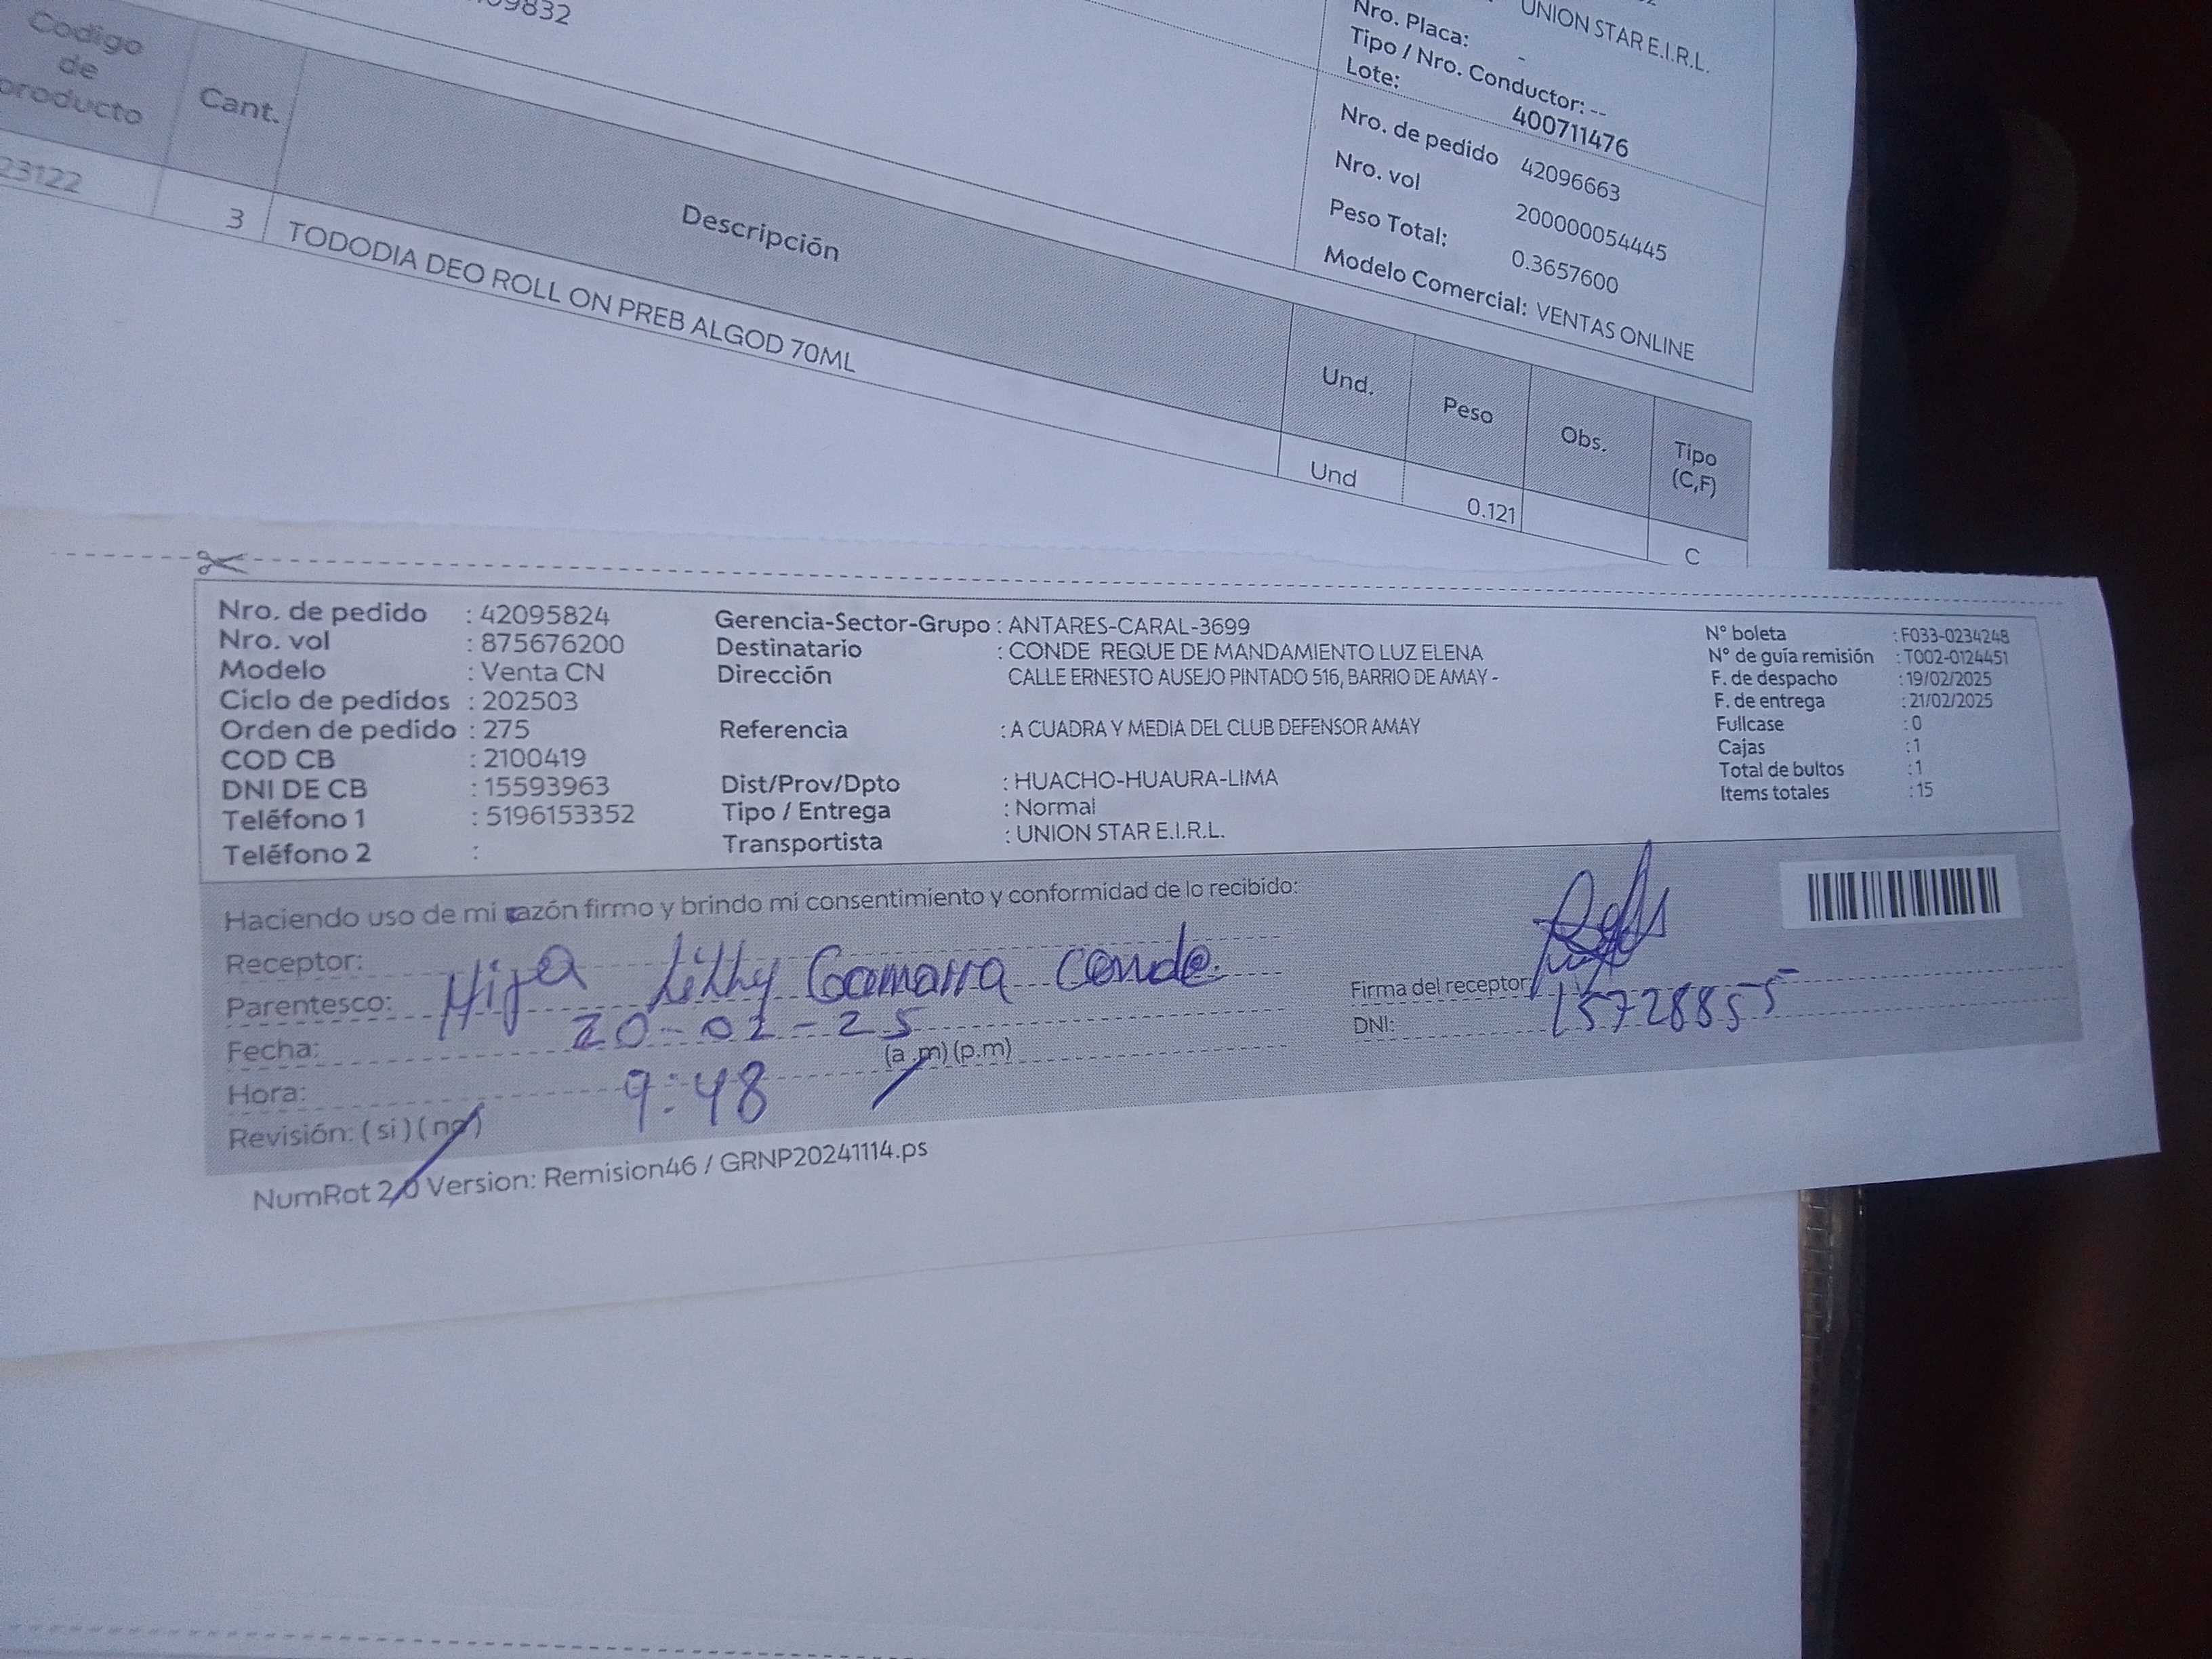 UNION STAR E.I.R.L.
Nro. Placa: -
Tipo / Nro. Conductor: --
Lote: 400711476
Nro. de pedido 42096663
Nro. vol 200000054445
Peso Total: 0.3657600
Modelo Comercial: VENTAS ONLINE
Codigo de producto Cant. Descripción Und. Peso Obs. Tipo (C,F)
23122 3 TODODIA DEO ROLL ON PREB ALGOD 70ML Und 0.121 C
Nro. de pedido : 42095824
Nro. vol : 875676200
Modelo : Venta CN
Ciclo de pedidos : 202503
Orden de pedido : 275
COD CB : 2100419
DNI DE CB : 15593963
Teléfono 1 : 5196153352
Teléfono 2 :
Gerencia-Sector-Grupo : ANTARES-CARAL-3699
Destinatario : CONDE REQUE DE MANDAMIENTO LUZ ELENA
Dirección CALLE ERNESTO AUSEJO PINTADO 516, BARRIO DE AMAY -
Referencia : A CUADRA Y MEDIA DEL CLUB DEFENSOR AMAY
Dist/Prov/Dpto : HUACHO-HUAURA-LIMA
Tipo / Entrega : Normal
Transportista : UNION STAR E.I.R.L.
N° boleta : F033-0234248
N° de guía remisión : T002-0124451
F. de despacho : 19/02/2025
F. de entrega : 21/02/2025
Fullcase : 0
Cajas : 1
Total de bultos : 1
Items totales : 15
Haciendo uso de mi razón firmo y brindo mi consentimiento y conformidad de lo recibido:
Receptor:
Parentesco: Hija Lilly Gamarra Conde
Fecha: 20-02-25
Hora: 9:48 (a.m) (p.m)
Revisión: (si) (no)
Firma del receptor
DNI: 15728855
NumRot 2.0 Version: Remision46 / GRNP20241114.ps